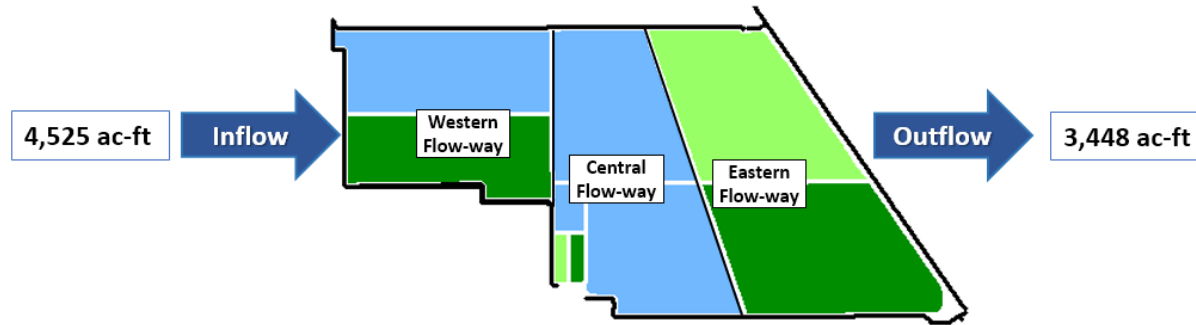 4,525 ac-ft
Inflow
Western
Flow-way
Central
Flow-way
Eastern
Flow-way
Outflow
3,448 ac-ft